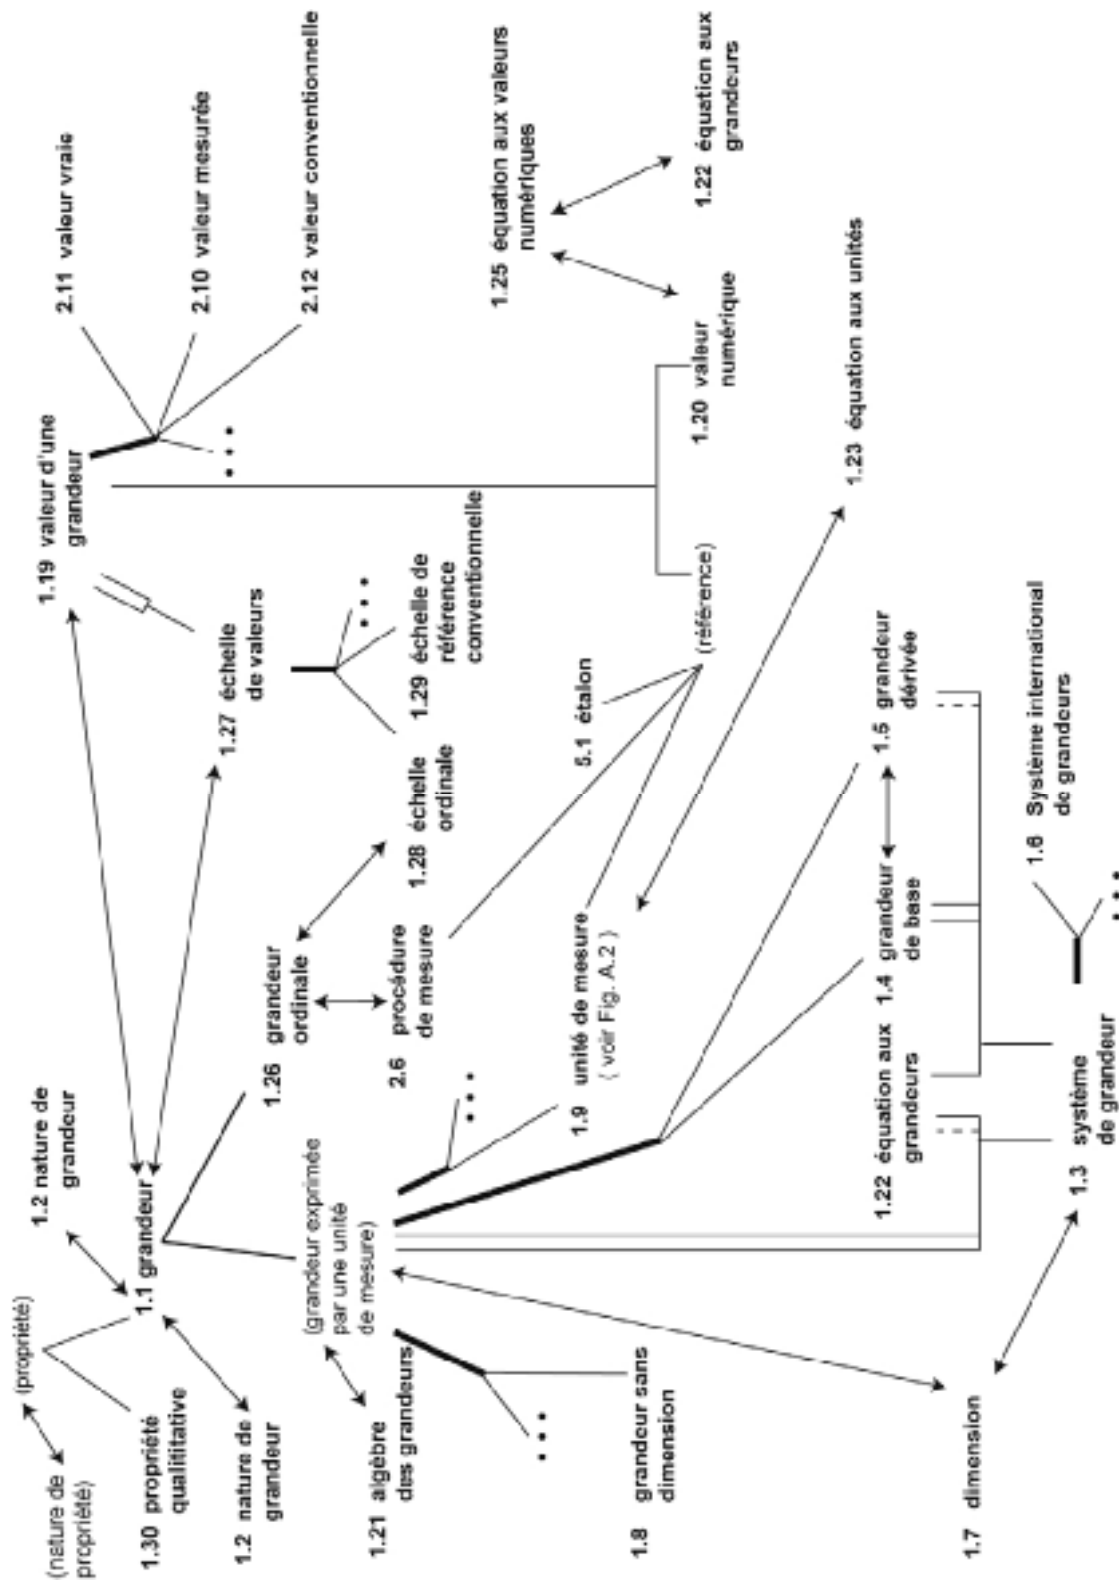 (nature de
propriété)
(propriété)
1.2 nature de
grandeur
1.30 propriété
qualititative
1.1 grandeur
1.2 nature de
grandeur
1.19 valeur d'une
grandeur
2.11 valeur vraie
2.10 valeur mesurée
2.12 valeur conventionnelle
1.27 échelle
de valeurs
1.26 grandeur
ordinale
1.28 échelle
ordinale
1.29 échelle de
référence
conventionnelle
1.21 algèbre
des grandeurs
(grandeur exprimée
par une unité
de mesure)
2.6 procédure
de mesure
5.1 étalon
1.25 équation aux valeurs
numériques
1.9 unité de mesure
( voir Fig. A.2 )
(référence)
1.20 valeur
numérique
1.22 équation aux
grandeurs
1.8 grandeur sans
dimension
1.23 équation aux unités
1.22 équation aux
grandeurs
1.4 grandeur
de base
1.5 grandeur
dérivée
1.7 dimension
1.3 système
de grandeur
1.6 Système international
de grandeurs